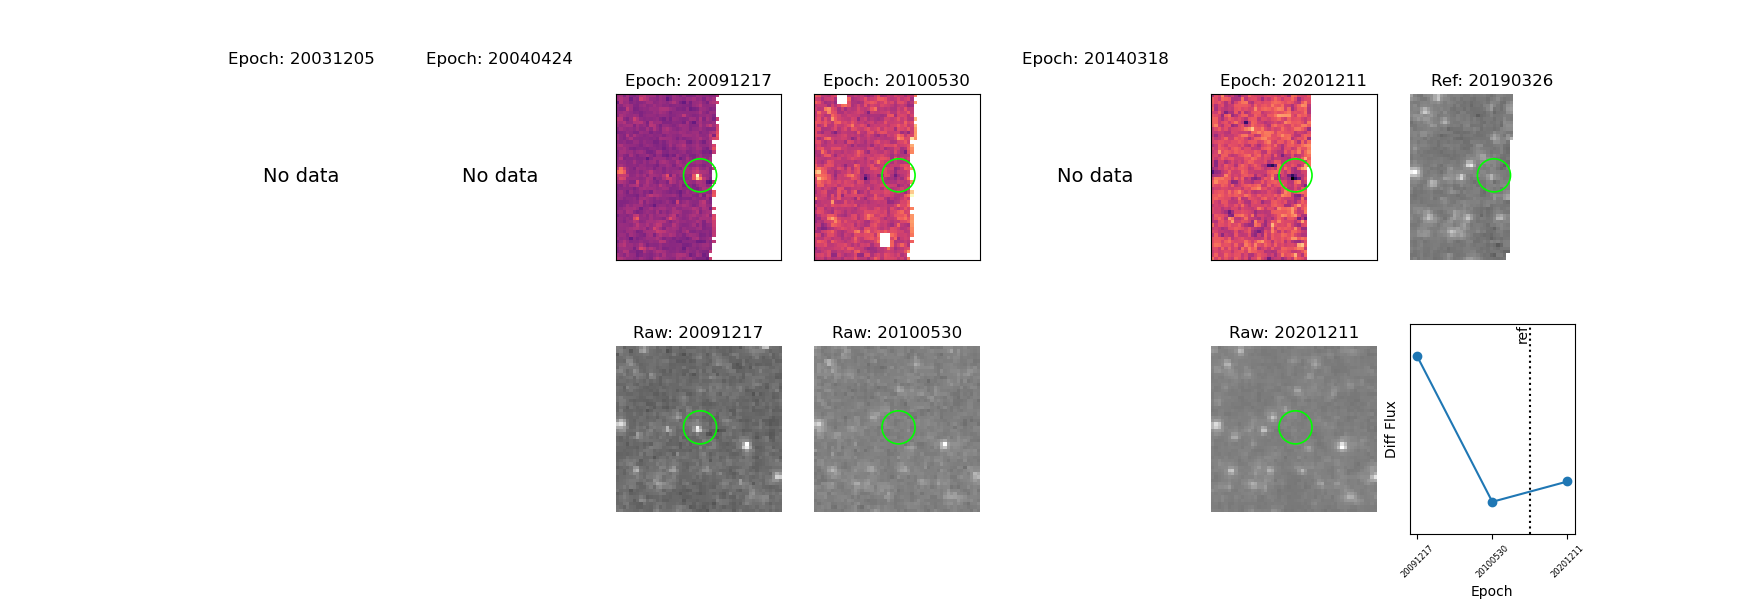 Epoch: 20031205
Epoch: 20040424
Epoch: 20140318
Epoch: 20091217
Epoch: 20100530
Epoch: 20201211
Ref: 20190326
No data
No data
No data
Raw: 20091217
Raw: 20100530
Raw: 20201211
ref
Diff Flux
20091217
20100530
20201211
Epoch